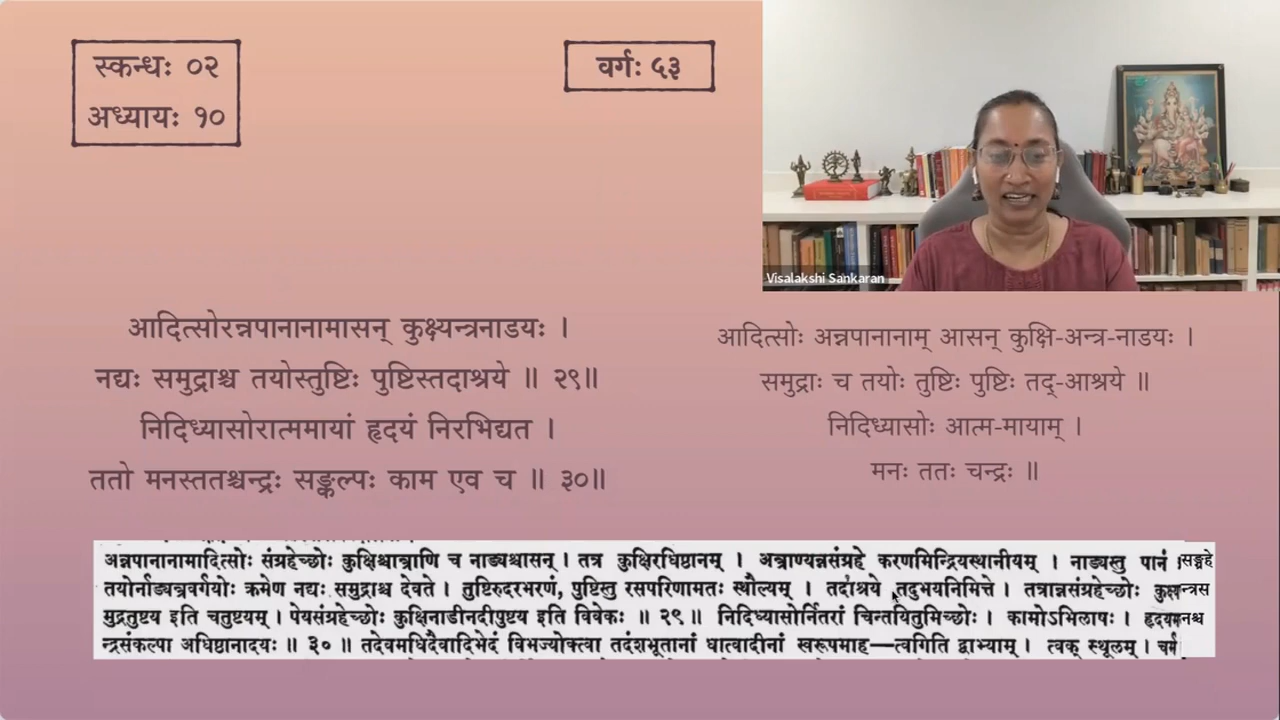 स्कन्धः ०२
अध्यायः १०
वर्गः ५३
Visalakshi Sankaran
आदित्सोरन्नपानानामासन् कुक्ष्यन्त्रनाडयः ।
नद्यः समुद्राश्च तयोस्तुष्टिः पुष्टिस्तदाश्रये ॥ २९॥
निदिध्यासोरात्ममायां हृदयं निरभिद्यत ।
ततो मनस्ततश्चन्द्रः सङ्कल्पः काम एव च ॥ ३०॥
आदित्सोः अन्नपानानाम् आसन् कुक्षि-अन्त्र-नाडयः ।
समुद्राः च तयोः तुष्टिः पुष्टिः तद्-आश्रये ॥
निदिध्यासोः आत्म-मायाम् ।
मनः ततः चन्द्रः ॥
अन्नपानानामादित्सोः संग्रहेच्छोः कुक्षिश्चान्त्राणि च नाड्यश्चासन् । तत्र कुक्षिरधिष्ठानम् । अन्त्राण्यन्नसंग्रहे करणमिन्द्रियस्थानीयम् । नाड्यस्तु पानं सङ्ग्रहे
तयोर्नाड्यन्त्रवर्गयोः क्रमेण नद्यः समुद्राश्च देवते । तुष्टिरुदरभरणं, पुष्टिस्तु रसपरिणामतः स्थौल्यम् । तदाश्रये तदुभयनिमित्ते । तत्रान्नसंग्रहेच्छोः
मुद्रतुष्टय इति चतुष्टयम् । पेयसंग्रहेच्छोः कुक्षिनाडीनदीपुष्टय इति विवेकः ॥ २९ ॥ निदिध्यासोर्नितरां चिन्तयितुमिच्छोः । कामोऽभिलाषः ।
न्द्रसंकल्पा अधिष्ठानादयः ॥ ३० ॥ तदेवमधिदैवादिभेदं विभज्योक्त्वा तदंशभूतानां धात्वादीनां स्वरूपमाह—त्वगिति द्वाभ्याम् । त्वक् स्थूलम् ।